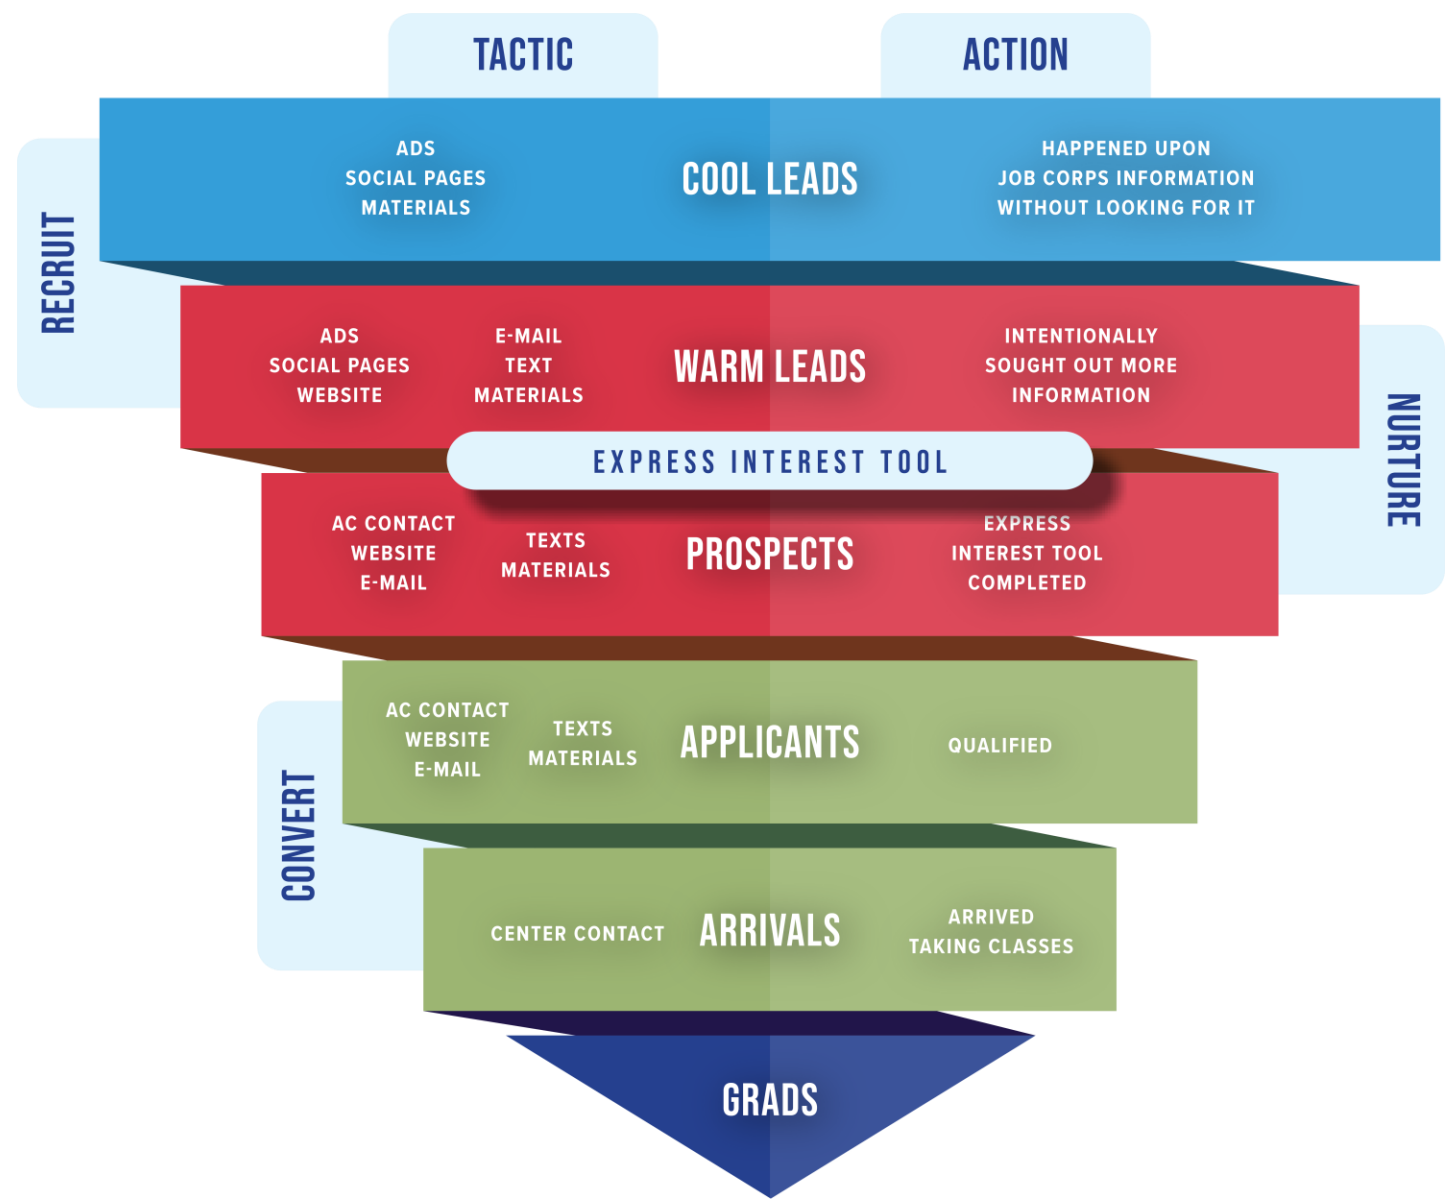 TACTIC
ACTION
RECRUIT
ADS
SOCIAL PAGES
MATERIALS
COOL LEADS
HAPPENED UPON
JOB CORPS INFORMATION
WITHOUT LOOKING FOR IT
ADS
SOCIAL PAGES
WEBSITE
E-MAIL
TEXT
MATERIALS
WARM LEADS
INTENTIONALLY
SOUGHT OUT MORE
INFORMATION
NURTURE
EXPRESS INTEREST TOOL
AC CONTACT
WEBSITE
E-MAIL
TEXTS
MATERIALS
PROSPECTS
EXPRESS
INTEREST TOOL
COMPLETED
CONVERT
AC CONTACT
WEBSITE
E-MAIL
TEXTS
MATERIALS
APPLICANTS
QUALIFIED
CENTER CONTACT
ARRIVALS
ARRIVED
TAKING CLASSES
GRADS